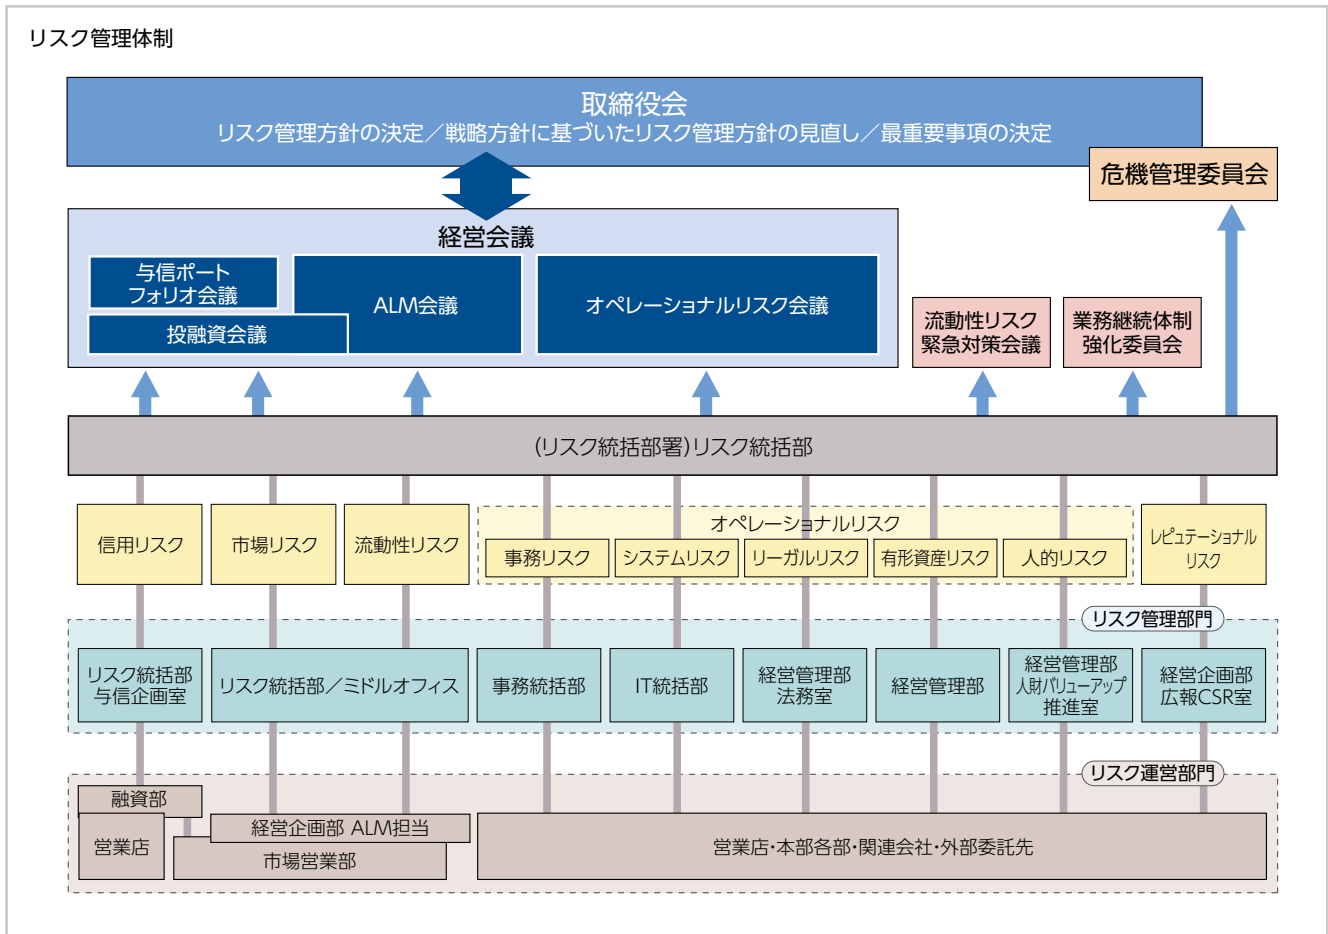 リスク管理体制
取締役会
リスク管理方針の決定／戦略方針に基づいたリスク管理方針の見直し／最重要事項の決定
危機管理委員会
経営会議
与信ポート
フォリオ会議
ALM会議
オペレーショナルリスク会議
投融資会議
流動性リスク
緊急対策会議
業務継続体制
強化委員会
(リスク統括部署)リスク統括部
信用リスク
市場リスク
流動性リスク
オペレーショナルリスク
事務リスク
システムリスク
リーガルリスク
有形資産リスク
人的リスク
レピュテーショナル
リスク
リスク管理部門
リスク統括部
与信企画室
リスク統括部／ミドルオフィス
事務統括部
IT統括部
経営管理部
法務室
経営管理部
経営管理部
人財バリューアップ
推進室
経営企画部
広報CSR室
リスク運営部門
融資部
営業店
経営企画部 ALM担当
市場営業部
営業店・本部各部・関連会社・外部委託先